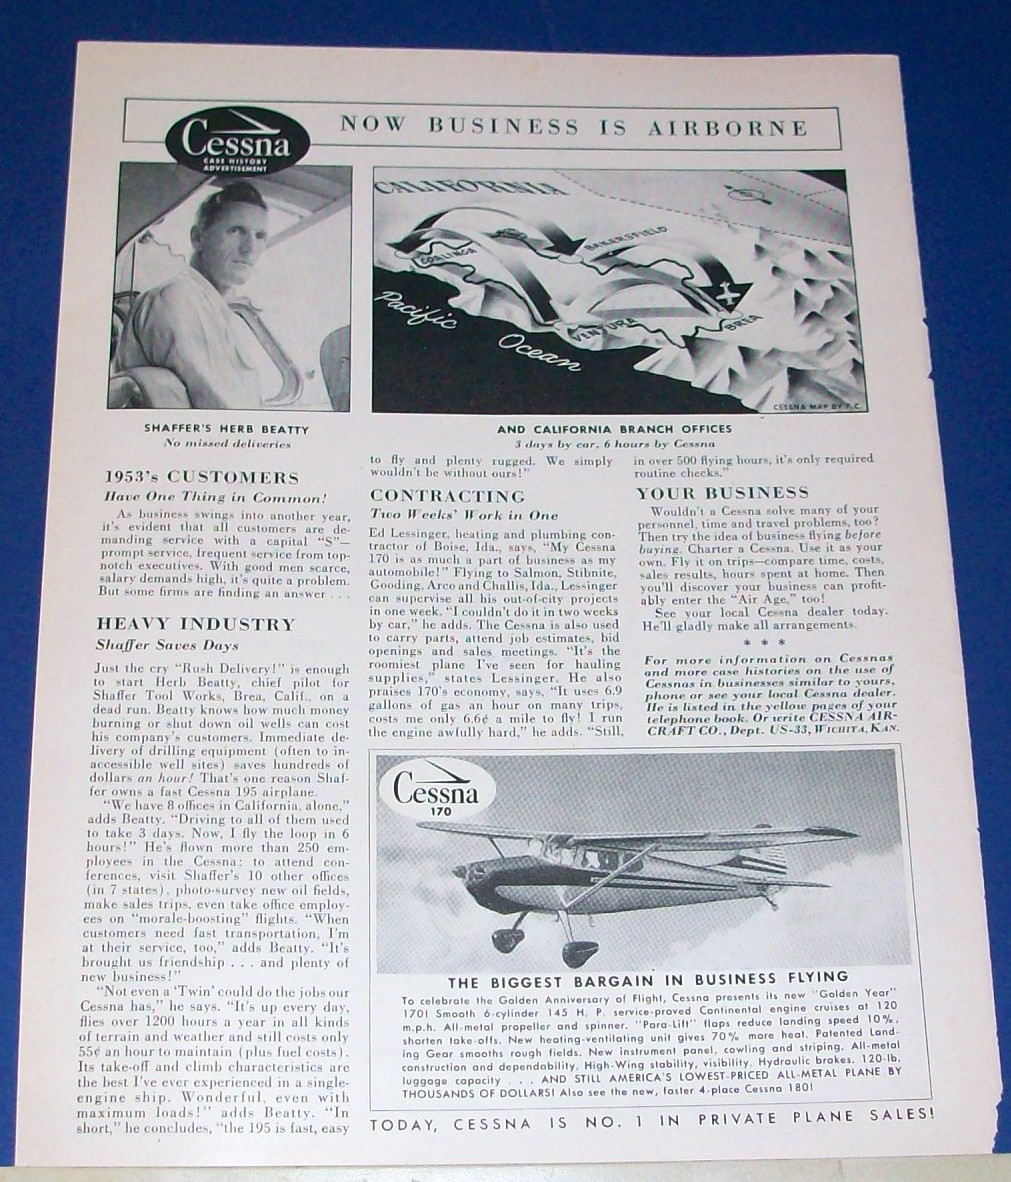 Cessna
CASE HISTORY
ADVERTISEMENT
NOW BUSINESS IS AIRBORNE
CALIFORNIA
COALINGA
BAKERSFIELD
VENTURA
BREA
Pacific
Ocean
CESSNA MAP BY F.C.
SHAFFER'S HERB BEATTY
No missed deliveries
AND CALIFORNIA BRANCH OFFICES
3 days by car, 6 hours by Cessna
1953's CUSTOMERS
Have One Thing in Common!
As business swings into another year,
it's evident that all customers are de-
manding service with a capital "S"—
prompt service, frequent service from top-
notch executives. With good men scarce,
salary demands high, it's quite a problem.
But some firms are finding an answer . . .
HEAVY INDUSTRY
Shaffer Saves Days
Just the cry "Rush Delivery!" is enough
to start Herb Beatty, chief pilot for
Shaffer Tool Works, Brea, Calif., on a
dead run. Beatty knows how much money
burning or shut down oil wells can cost
his company's customers. Immediate de-
livery of drilling equipment (often to in-
accessible well sites) saves hundreds of
dollars an hour! That's one reason Shaf-
fer owns a fast Cessna 195 airplane.
"We have 8 offices in California, alone,"
adds Beatty. "Driving to all of them used
to take 3 days. Now, I fly the loop in 6
hours!" He's flown more than 250 em-
ployees in the Cessna: to attend con-
ferences, visit Shaffer's 10 other offices
(in 7 states), photo-survey new oil fields,
make sales trips, even take office employ-
ees on "morale-boosting" flights. "When
customers need fast transportation, I'm
at their service, too," adds Beatty. "It's
brought us friendship . . . and plenty of
new business!"
"Not even a 'Twin' could do the jobs our
Cessna has," he says. "It's up every day,
flies over 1200 hours a year in all kinds
of terrain and weather and still costs only
55¢ an hour to maintain (plus fuel costs).
Its take-off and climb characteristics are
the best I've ever experienced in a single-
engine ship. Wonderful, even with
maximum loads!" adds Beatty. "In
short," he concludes, "the 195 is fast, easy
to fly and plenty rugged. We simply
wouldn't be without ours!"
CONTRACTING
Two Weeks' Work in One
Ed Lessinger, heating and plumbing con-
tractor of Boise, Ida., says, "My Cessna
170 is as much a part of business as my
automobile!" Flying to Salmon, Stibnite,
Gooding, Arco and Challis, Ida., Lessinger
can supervise all his out-of-city projects
in one week. "I couldn't do it in two weeks
by car," he adds. The Cessna is also used
to carry parts, attend job estimates, bid
openings and sales meetings. "It's the
roomiest plane I've seen for hauling
supplies," states Lessinger. He also
praises 170's economy, says, "It uses 6.9
gallons of gas an hour on many trips,
costs me only 6.6¢ a mile to fly! I run
the engine awfully hard," he adds. "Still,
in over 500 flying hours, it's only required
routine checks."
YOUR BUSINESS
Wouldn't a Cessna solve many of your
personnel, time and travel problems, too?
Then try the idea of business flying before
buying. Charter a Cessna. Use it as your
own. Fly it on trips—compare time, costs,
sales results, hours spent at home. Then
you'll discover your business can profit-
ably enter the "Air Age," too!
See your local Cessna dealer today.
He'll gladly make all arrangements.
* * *
For more information on Cessnas
and more case histories on the use of
Cessnas in businesses similar to yours,
phone or see your local Cessna dealer.
He is listed in the yellow pages of your
telephone book. Or write CESSNA AIR-
CRAFT CO., Dept. US-33, WICHITA, KAN.
Cessna
170
THE BIGGEST BARGAIN IN BUSINESS FLYING
To celebrate the Golden Anniversary of Flight, Cessna presents its new "Golden Year"
170! Smooth 6-cylinder 145 H. P. service-proved Continental engine cruises at 120
m.p.h. All-metal propeller and spinner. "Para-Lift" flaps reduce landing speed 10%,
shorten take-offs. New heating-ventilating unit gives 70% more heat. Patented Land-
ing Gear smooths rough fields. New instrument panel, cowling and striping. All-metal
construction and dependability, High-Wing stability, visibility. Hydraulic brakes. 120-lb.
luggage capacity . . . AND STILL AMERICA'S LOWEST-PRICED ALL-METAL PLANE BY
THOUSANDS OF DOLLARS! Also see the new, faster 4-place Cessna 180!
TODAY, CESSNA IS NO. 1 IN PRIVATE PLANE SALES!